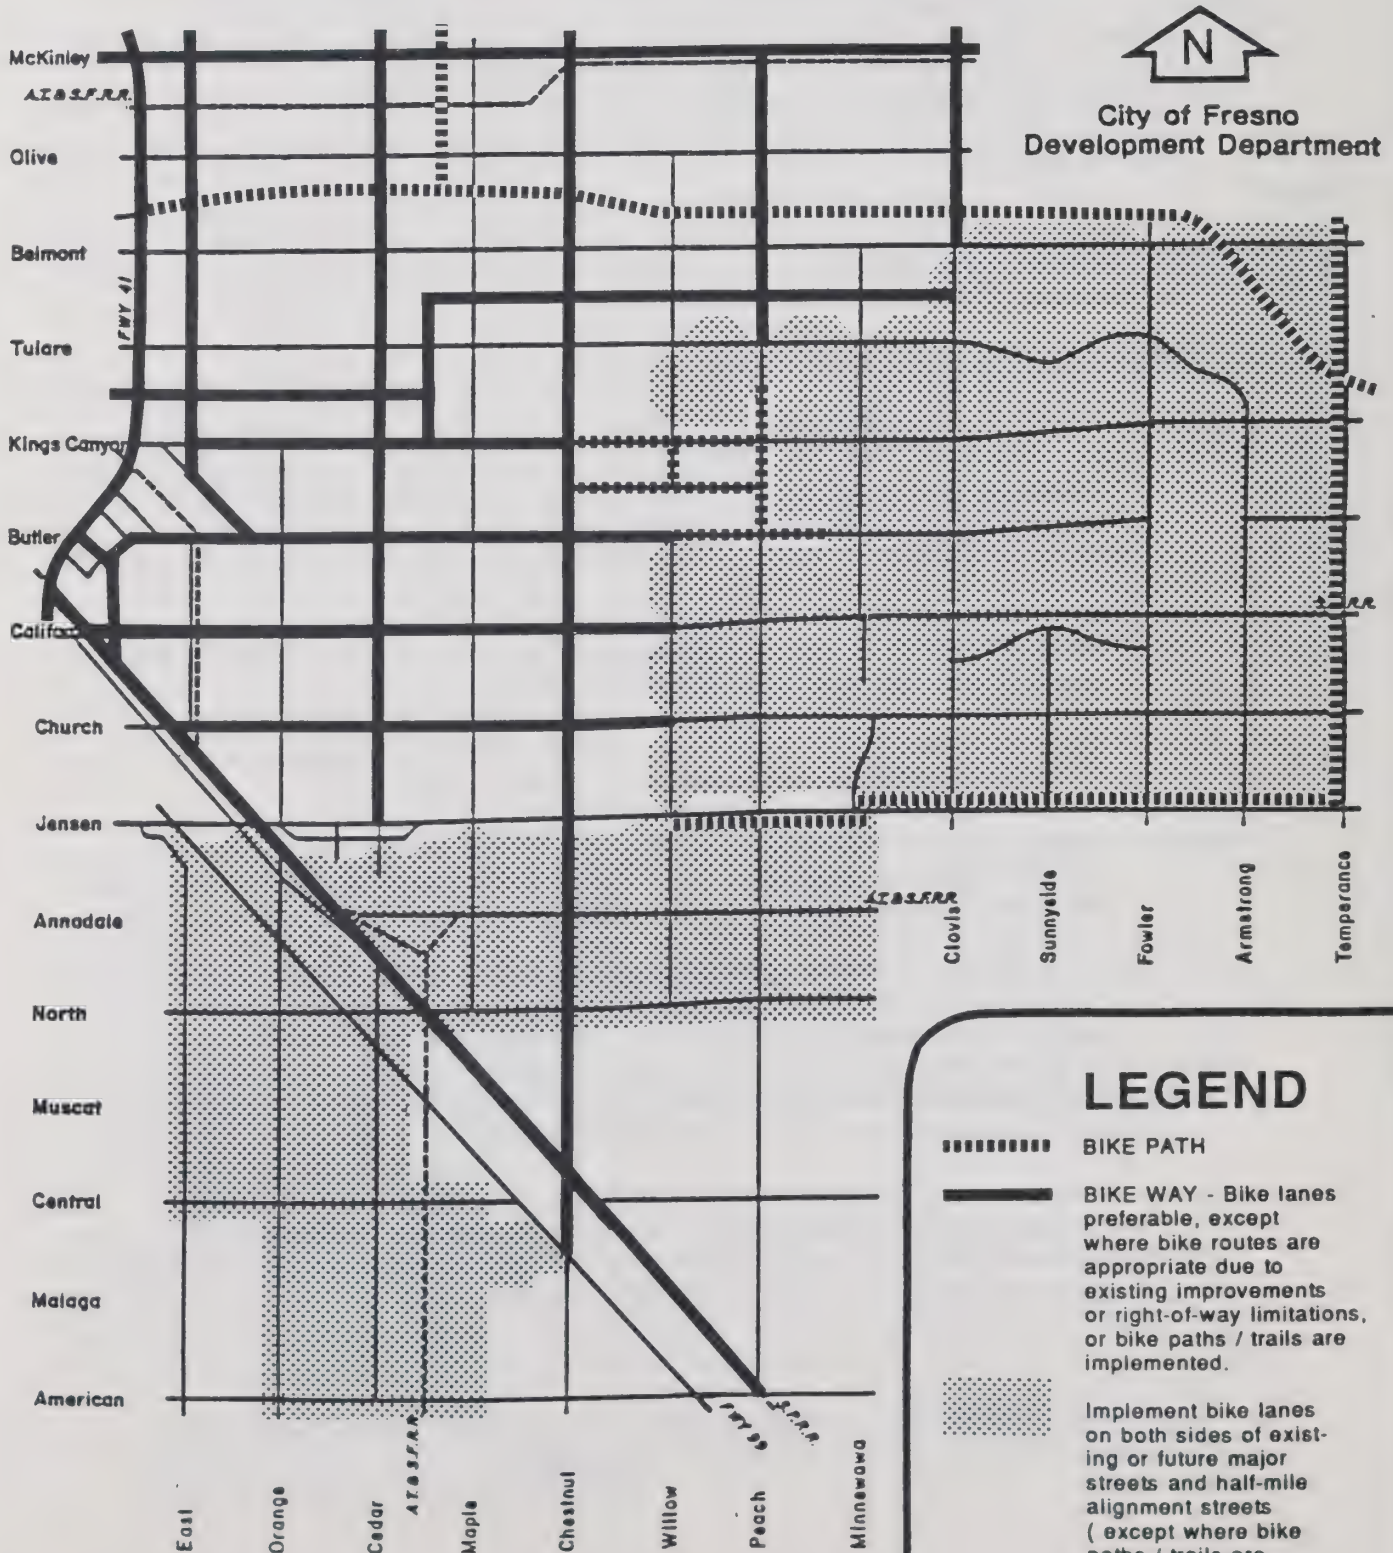 N
City of Fresno
Development Department
McKinley
A.T. & S.F. R.R.
Olive
Belmont
FWY 41
Tulare
Kings Canyon
Butler
Californ
R.R.
Church
Jensen
Annadale
A.T. & S.F. R.R.
Clovis
Sunnyside
Fowler
Armstrong
Temperance
North
Muscat
Central
Malaga
American
FWY 99
S.P.R.R.
A.T. & S.F. R.R.
East
Orange
Cedar
Maple
Chestnut
Willow
Peach
Minnewawa
LEGEND
BIKE PATH
BIKE WAY - Bike lanes
preferable, except
where bike routes are
appropriate due to
existing improvements
or right-of-way limitations,
or bike paths / trails are
implemented.
Implement bike lanes
on both sides of exist-
ing or future major
streets and half-mile
alignment streets
( except where bike
paths / trails are